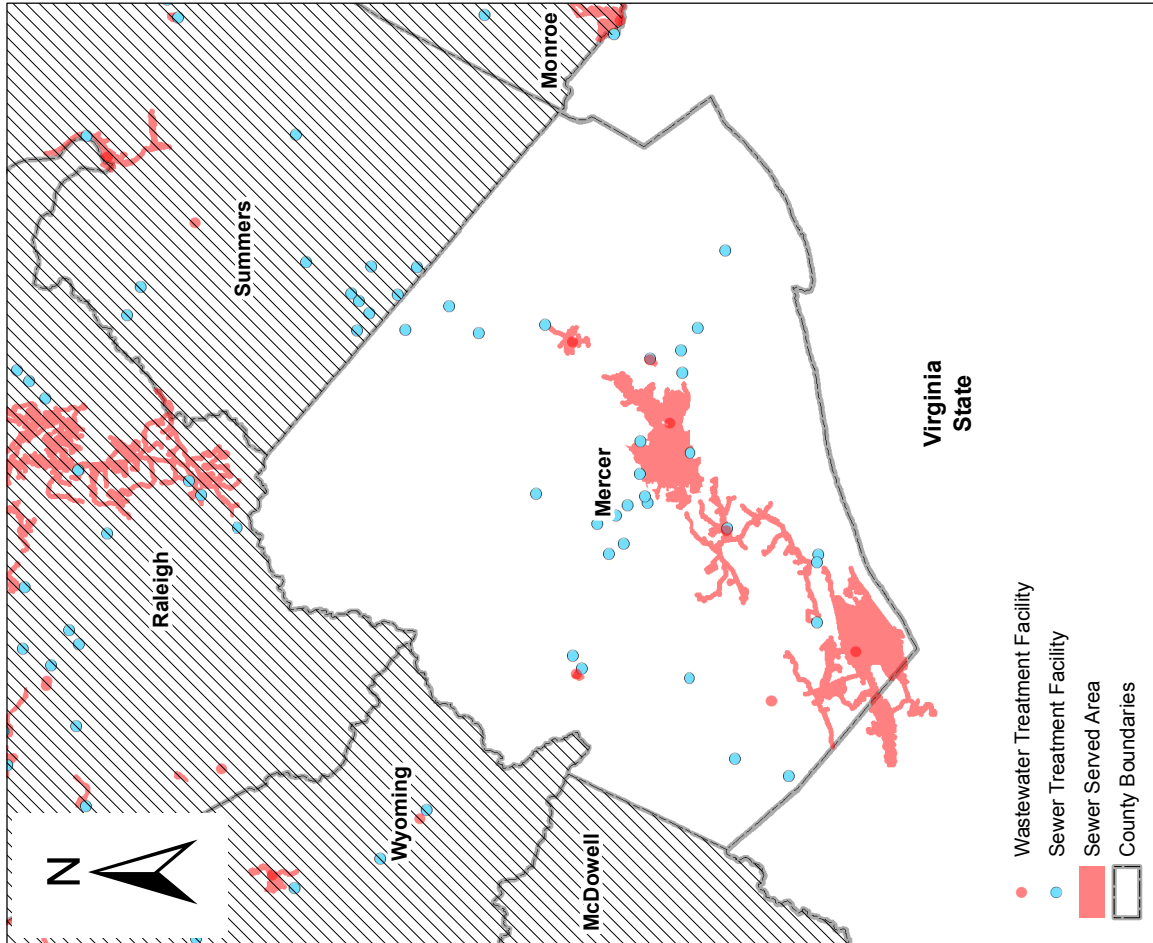 Monroe
Summers
Raleigh
Mercer
Wyoming
McDowell
Virginia
State
N
Wastewater Treatment Facility
Sewer Treatment Facility
Sewer Served Area
County Boundaries